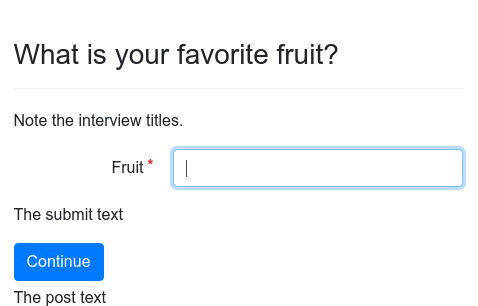 What is your favorite fruit?
Note the interview titles.
Fruit *
The submit text
Continue
The post text